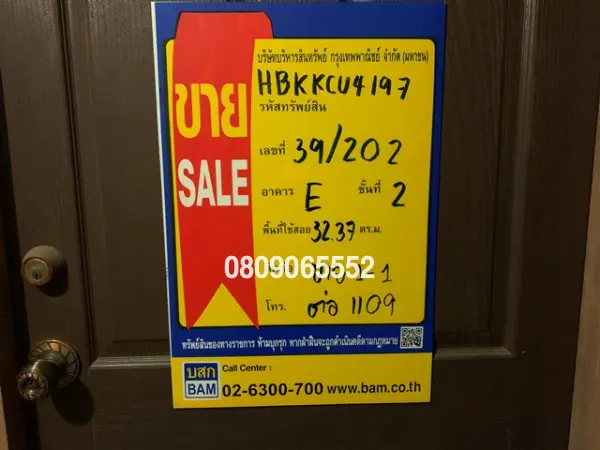 บริษัทบริหารสินทรัพย์ กรุงเทพพาณิชย์ จำกัด (มหาชน)
HBKKCU4197
รหัสทรัพย์สิน
ขาย
SALE
เลขที่ 39/202
อาคาร E ชั้นที่ 2
พื้นที่ใช้สอย 32.37 ตร.ม.
0809065552
1-1
โทร. ต่อ 1109
ทรัพย์สินของทางราชการ ห้ามบุกรุก หากฝ่าฝืนจะถูกดำเนินคดีตามกฎหมาย
บสก
BAM
Call Center :
02-6300-700 www.bam.co.th